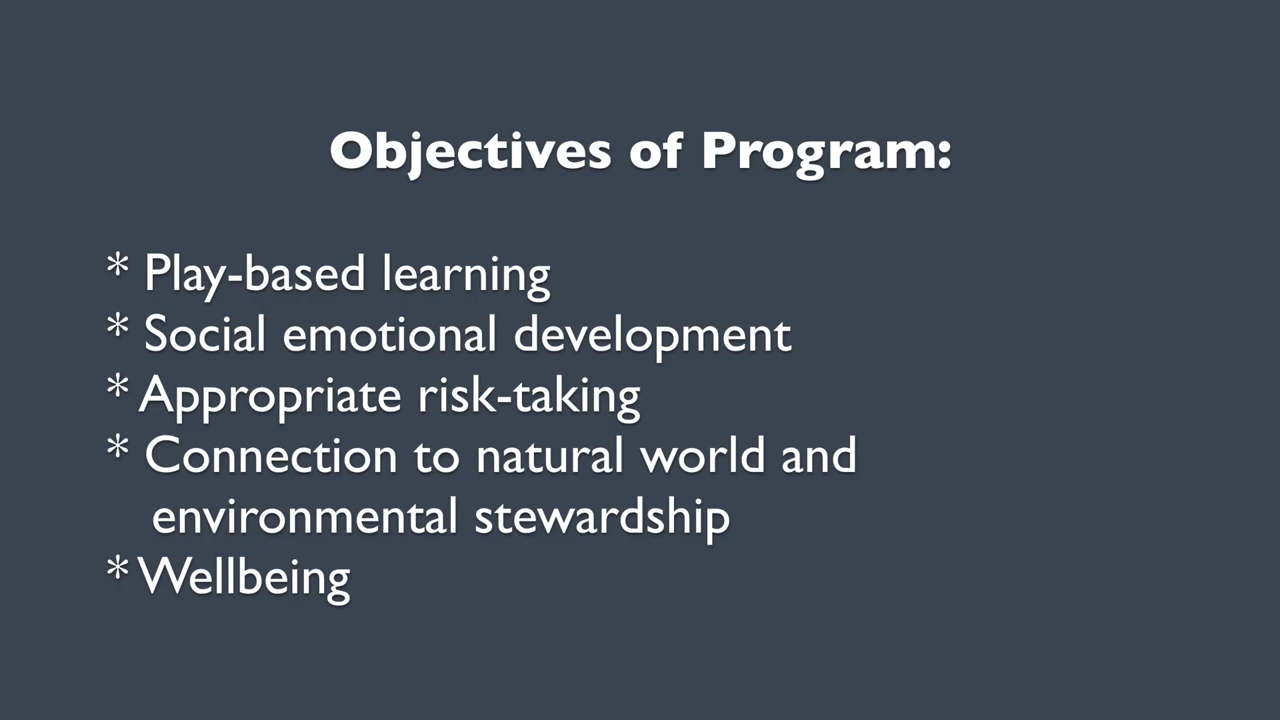 Objectives of Program:
* Play-based learning
* Social emotional development
* Appropriate risk-taking
* Connection to natural world and
environmental stewardship
* Wellbeing